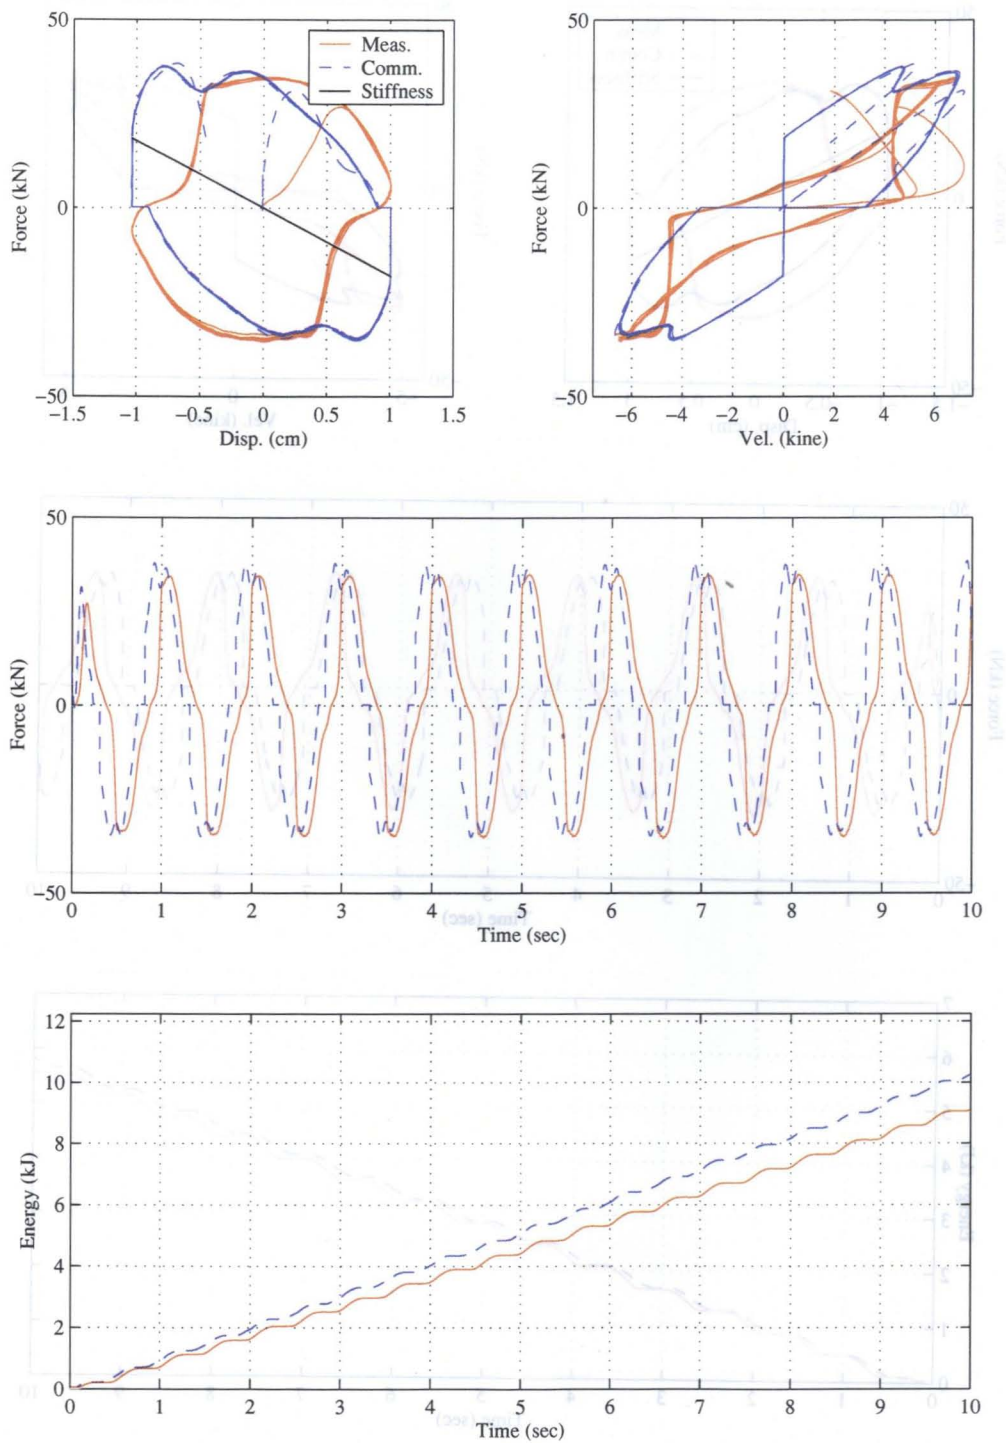 50
Meas.
Comm.
Stiffness
Force (kN)
0
−50
−1.5 −1 −0.5 0 0.5 1 1.5
Disp. (cm)
50
Force (kN)
0
−50
−6 −4 −2 0 2 4 6
Vel. (kine)
50
Force (kN)
0
−50
0 1 2 3 4 5 6 7 8 9 10
Time (sec)
12
10
8
Energy (kJ)
6
4
2
0
0 1 2 3 4 5 6 7 8 9 10
Time (sec)